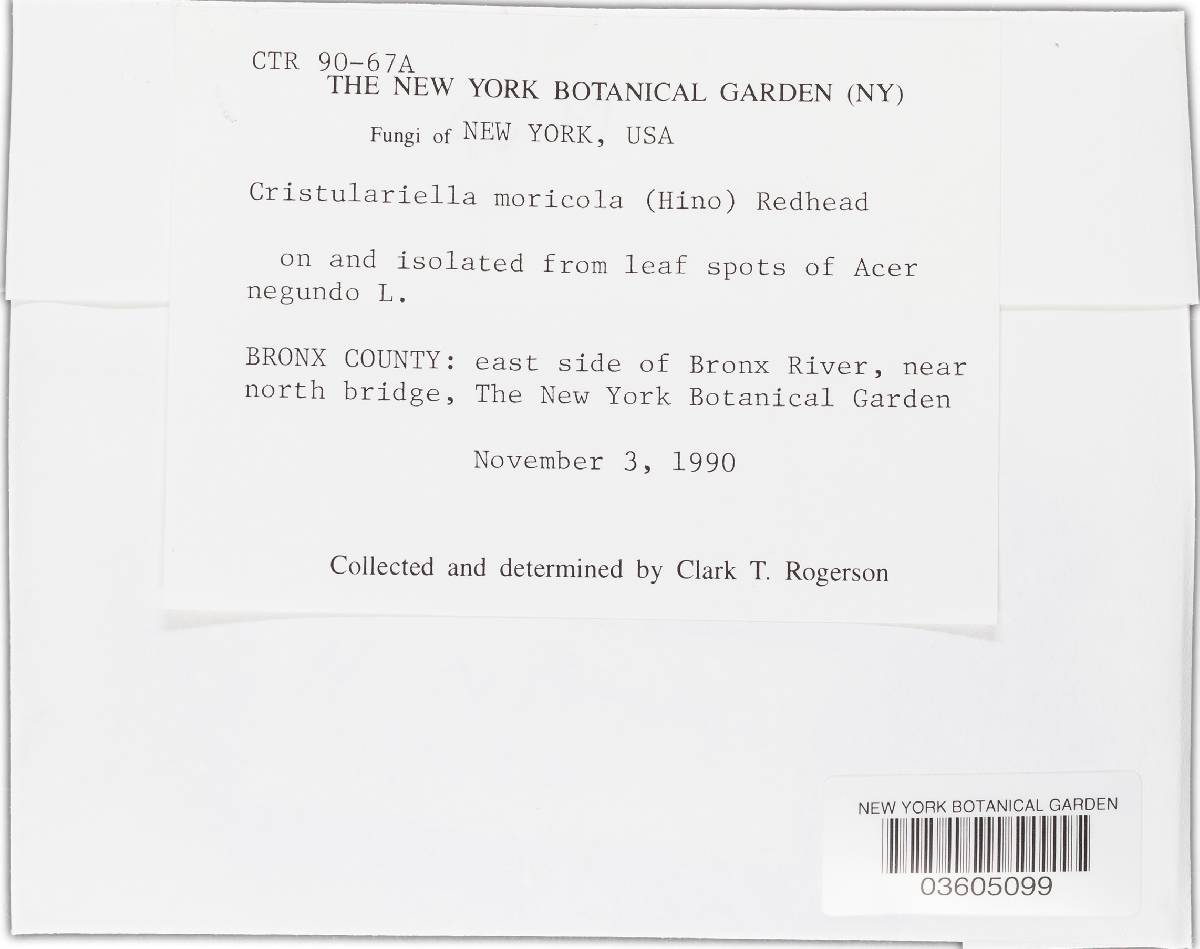 CTR 90-67A
THE NEW YORK BOTANICAL GARDEN (NY)
Fungi of NEW YORK, USA
Cristulariella moricola (Hino) Redhead
on and isolated from leaf spots of Acer
negundo L.
BRONX COUNTY: east side of Bronx River, near
north bridge, The New York Botanical Garden
November 3, 1990
Collected and determined by Clark T. Rogerson
NEW YORK BOTANICAL GARDEN
03605099